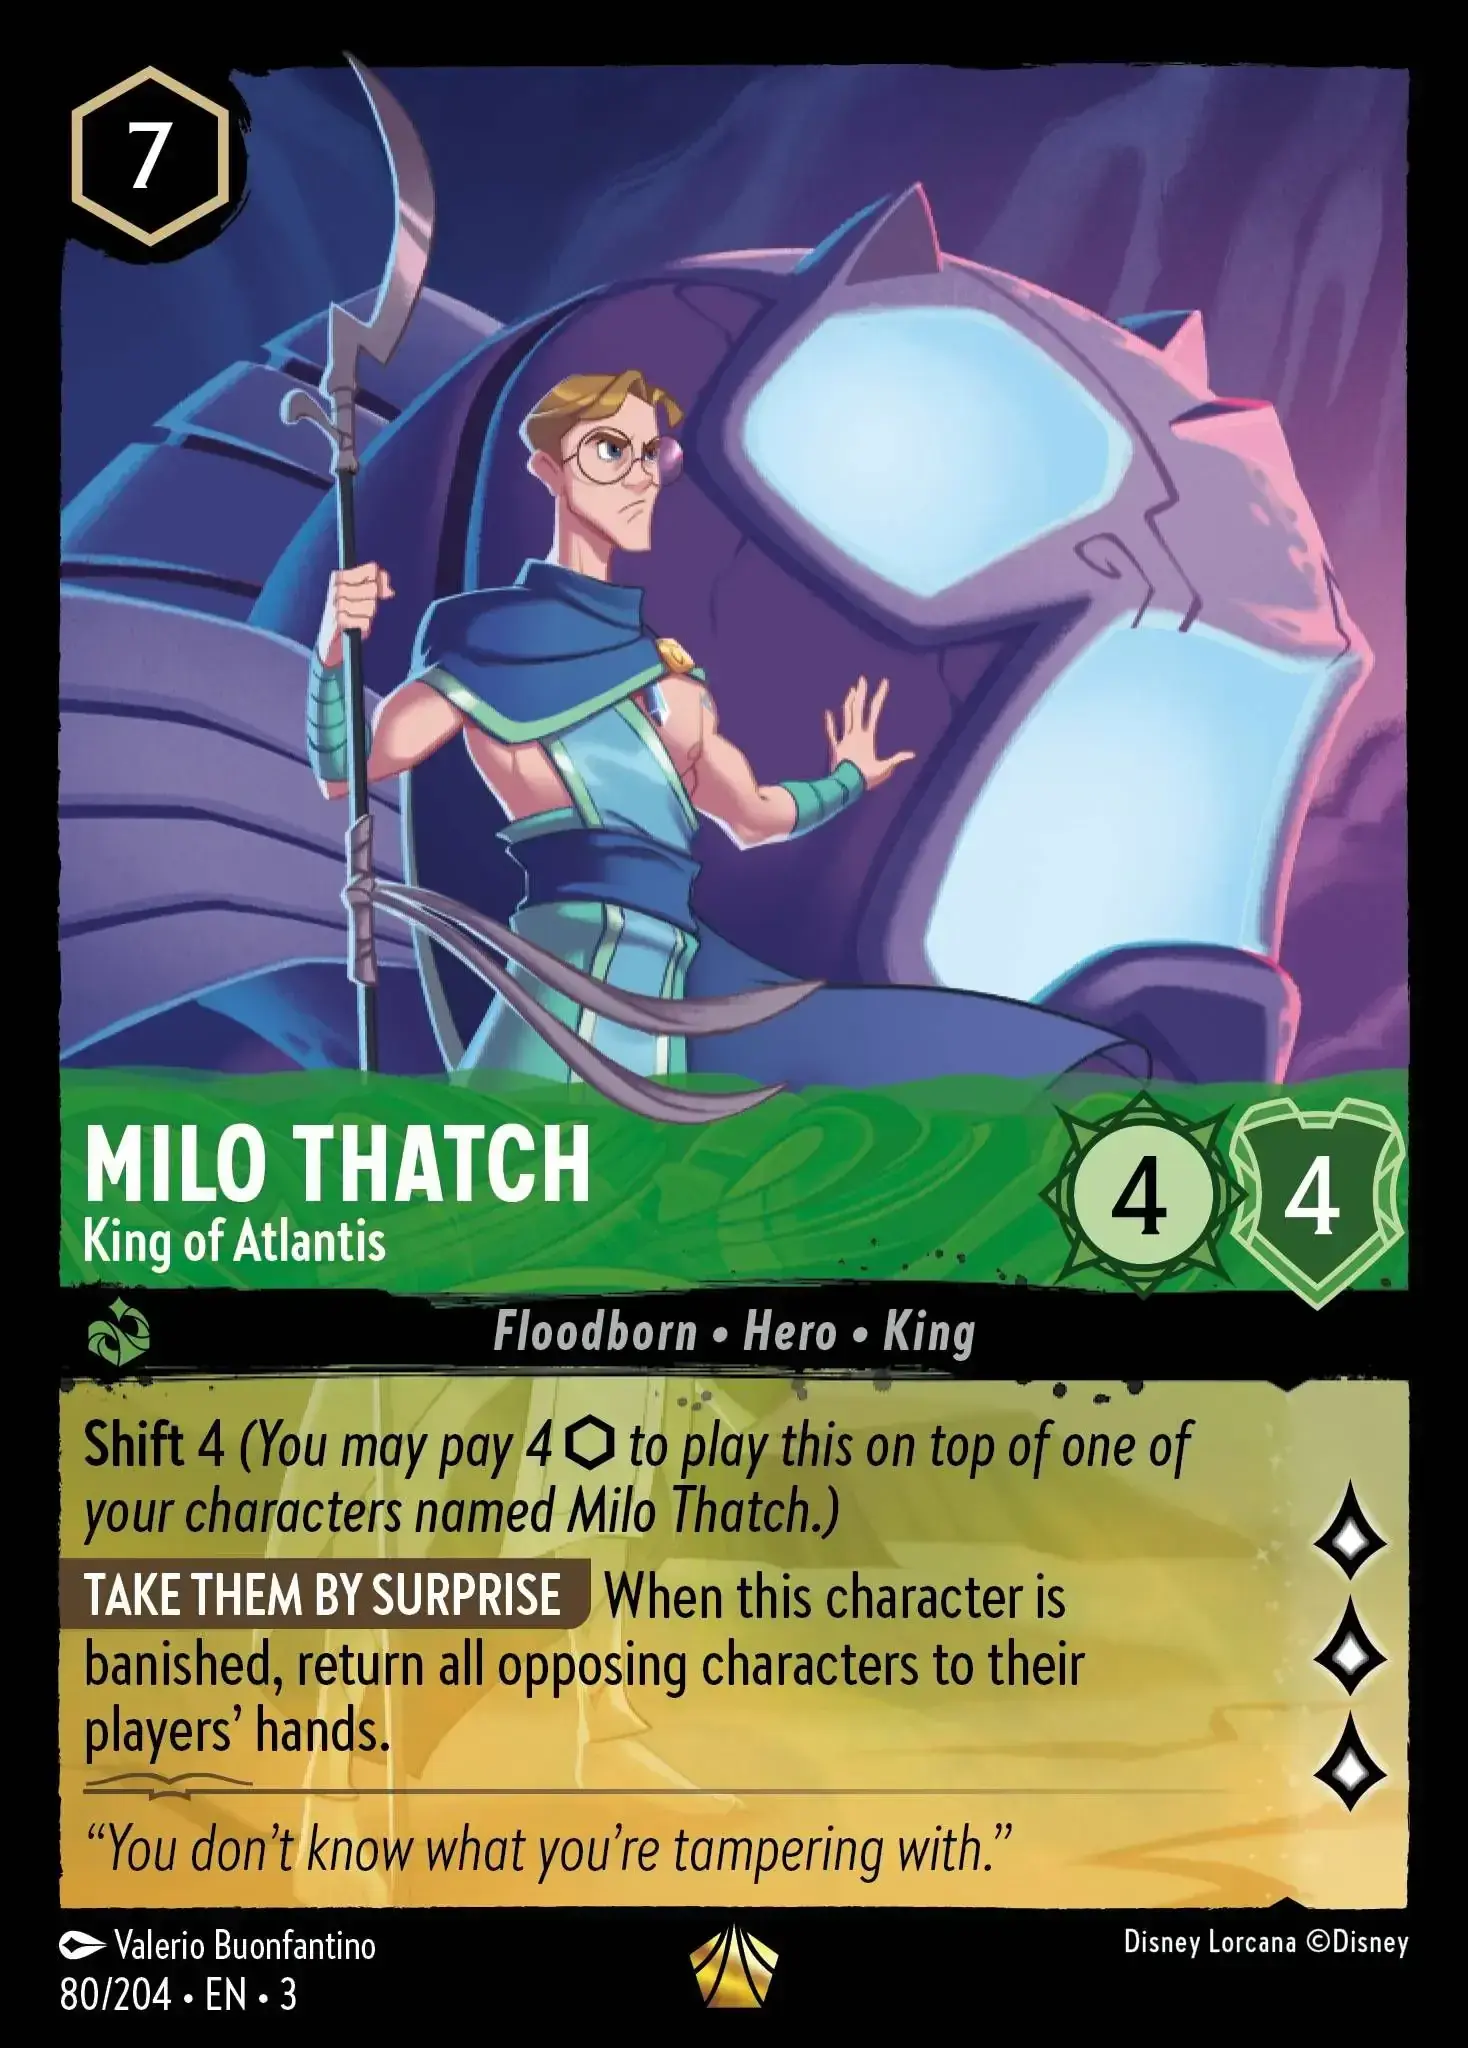 7
MILO THATCH
King of Atlantis
4
4
Floodborn • Hero • King
Shift 4 (You may pay 4 ⬡ to play this on top of one of
your characters named Milo Thatch.)
TAKE THEM BY SURPRISE When this character is
banished, return all opposing characters to their
players’ hands.
“You don’t know what you’re tampering with.”
Valerio Buonfantino
Disney Lorcana ©Disney
80/204 • EN • 3